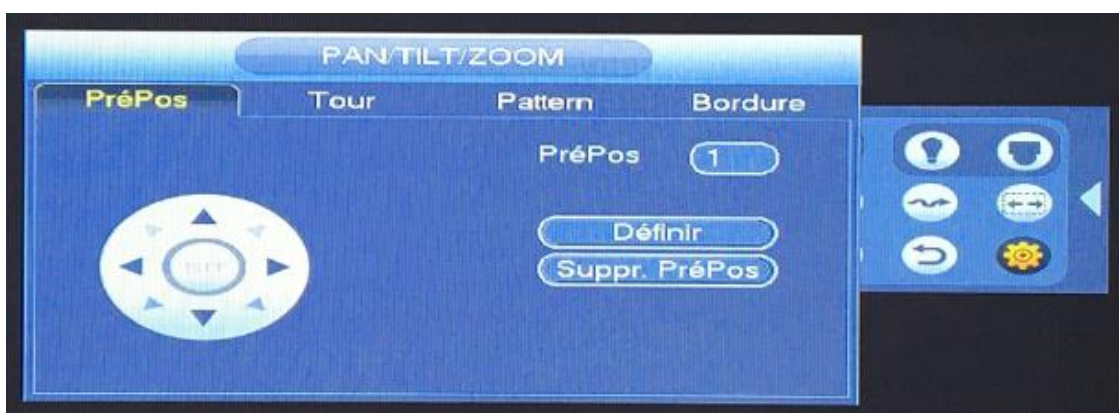 PAN/TILT/ZOOM
PréPos Tour Pattern Bordure
PréPos 1
Définir
Suppr. PréPos